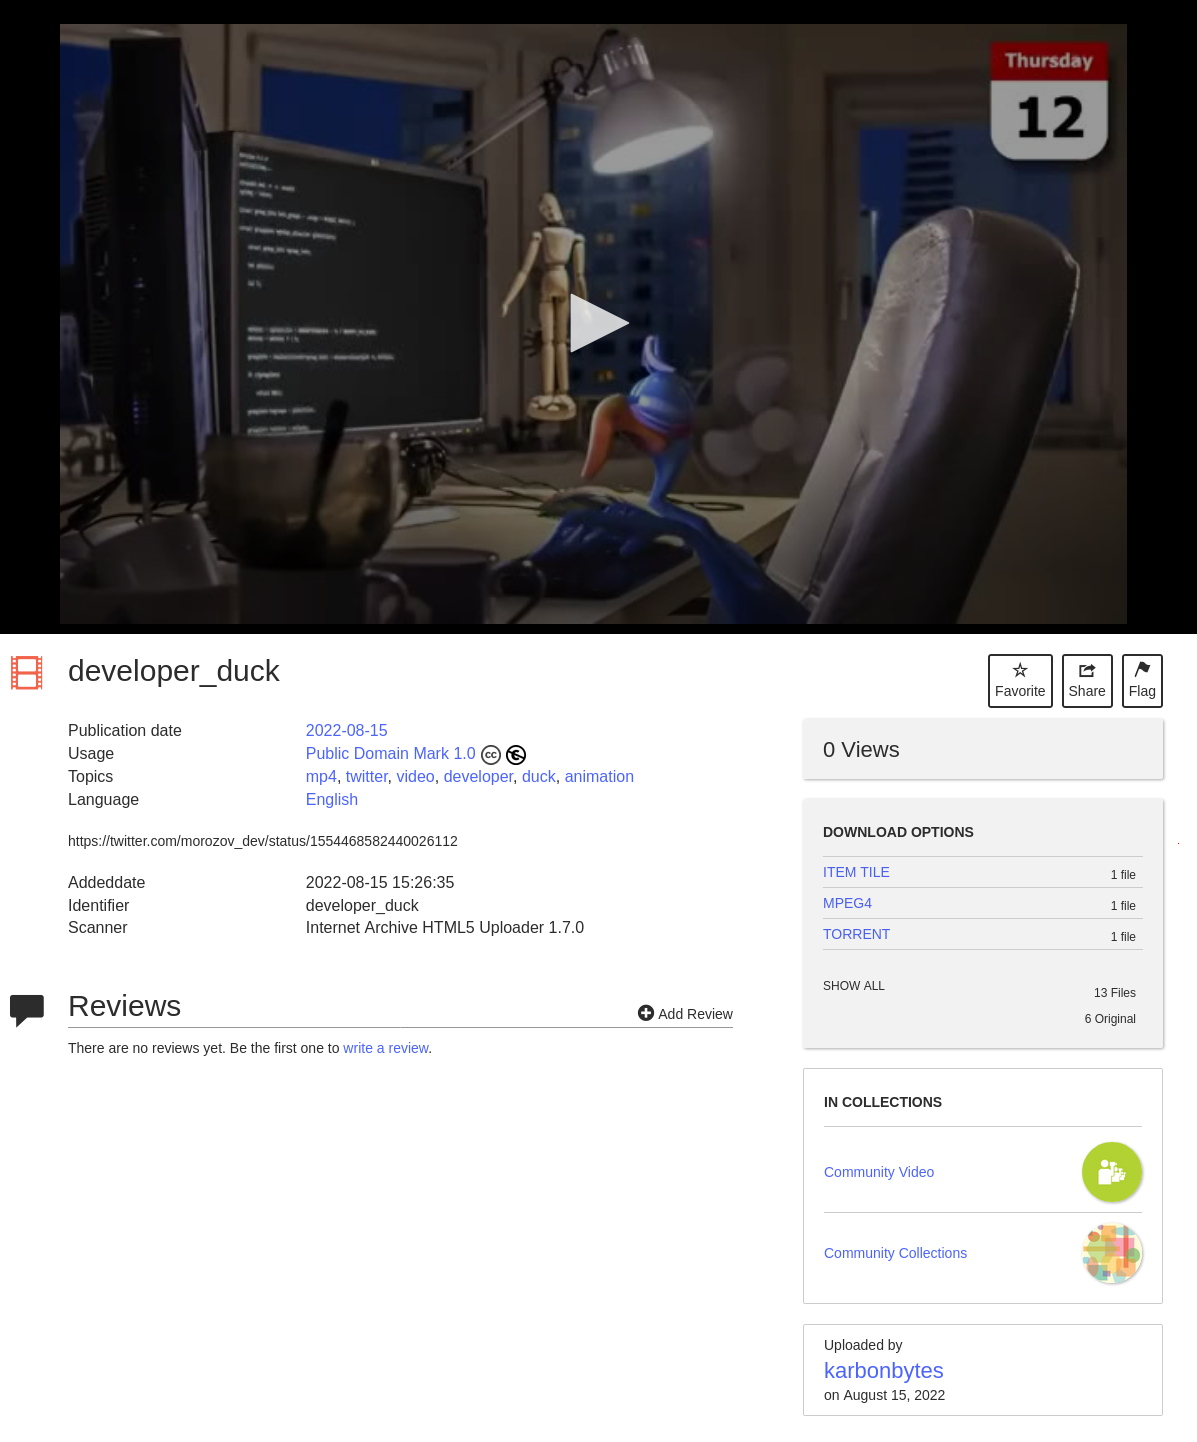 Thursday
12
developer_duck
Favorite
Share
Flag
Publication date 2022-08-15
Usage Public Domain Mark 1.0
Topics mp4, twitter, video, developer, duck, animation
Language English
https://twitter.com/morozov_dev/status/1554468582440026112
Addeddate 2022-08-15 15:26:35
Identifier developer_duck
Scanner Internet Archive HTML5 Uploader 1.7.0
Reviews
Add Review
There are no reviews yet. Be the first one to write a review.
0 Views
DOWNLOAD OPTIONS
ITEM TILE 1 file
MPEG4 1 file
TORRENT 1 file
SHOW ALL 13 Files
6 Original
IN COLLECTIONS
Community Video
Community Collections
Uploaded by
karbonbytes
on August 15, 2022